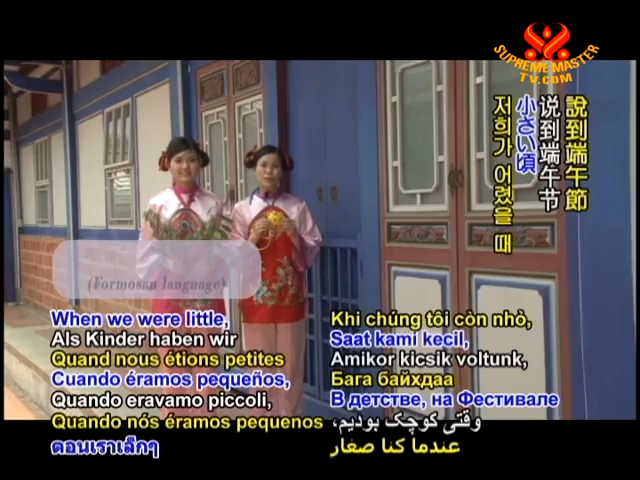 SUPREME MASTER
TV.COM
說到端午節
说到端午节
小さい頃
저희가 어렸을 때
(Formosan language)
When we were little,
Als Kinder haben wir
Quand nous étions petites
Cuando éramos pequeños,
Quando eravamo piccoli,
Quando nós éramos pequenos
ตอนเราเล็กๆ
Khi chúng tôi còn nhỏ,
Saat kami kecil,
Amikor kicsik voltunk,
Бага байхдаа
В детстве, на Фестивале
وقتی کوچک بودیم،
عندما كنا صغار